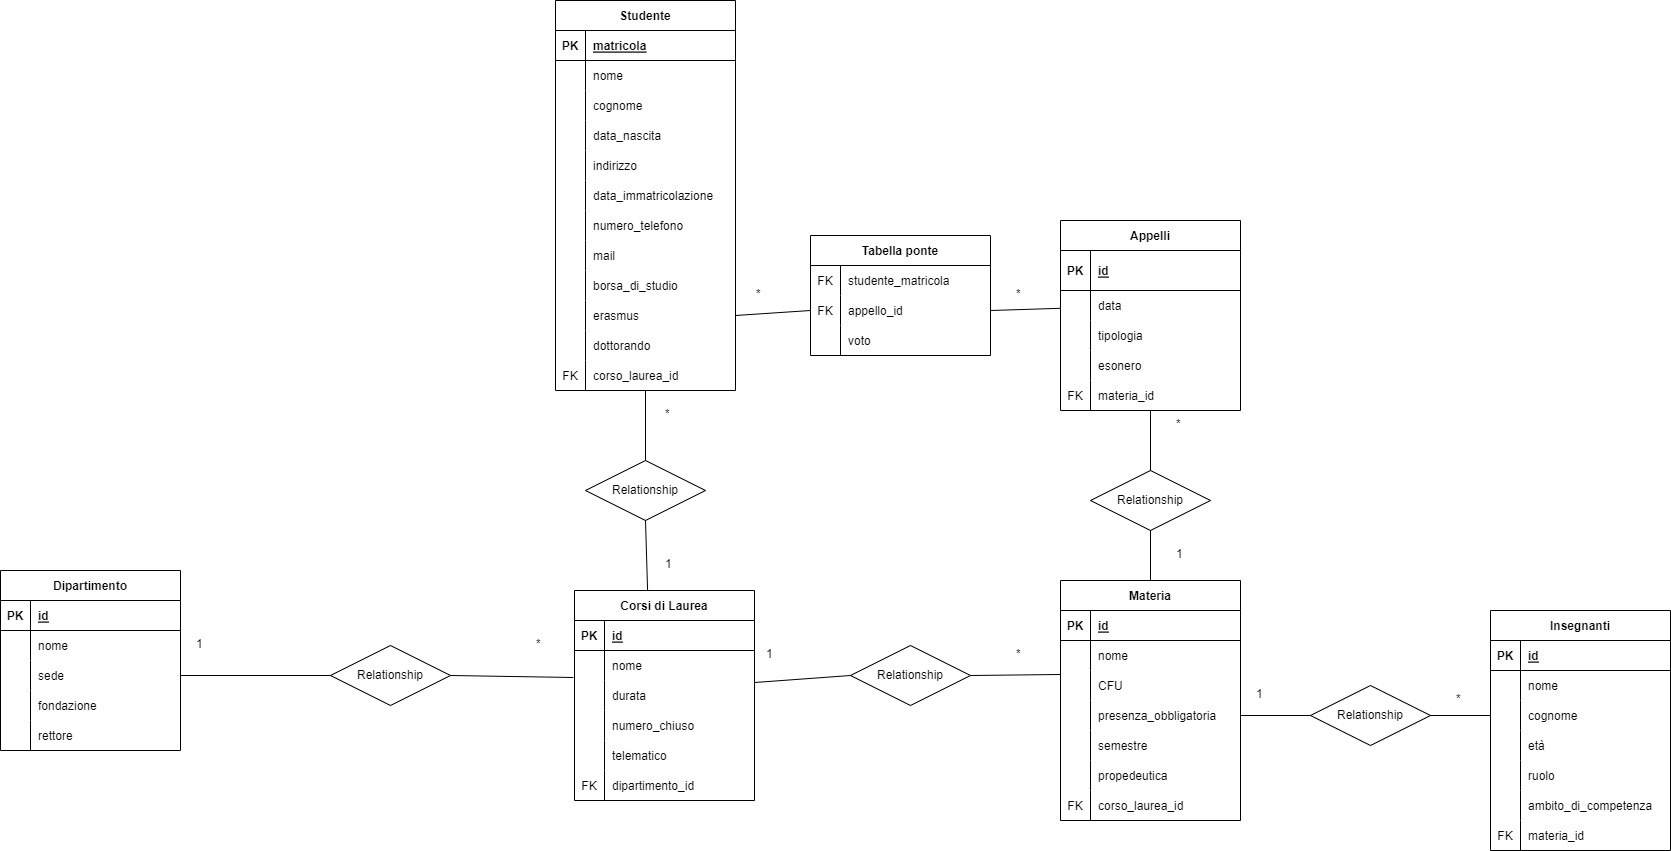 Studente
PK matricola
nome
cognome
data_nascita
indirizzo
data_immatricolazione
numero_telefono
mail
borsa_di_studio
erasmus
dottorando
FK corso_laurea_id
*
Tabella ponte
FK studente_matricola
FK appello_id
voto
*
Appelli
PK id
data
tipologia
esonero
FK materia_id
*
Relationship
1
*
Relationship
1
Dipartimento
PK id
nome
sede
fondazione
rettore
1
Relationship
*
Corsi di Laurea
PK id
nome
durata
numero_chiuso
telematico
FK dipartimento_id
1
Relationship
*
Materia
PK id
nome
CFU
presenza_obbligatoria
semestre
propedeutica
FK corso_laurea_id
1
Relationship
*
Insegnanti
PK id
nome
cognome
età
ruolo
ambito_di_competenza
FK materia_id